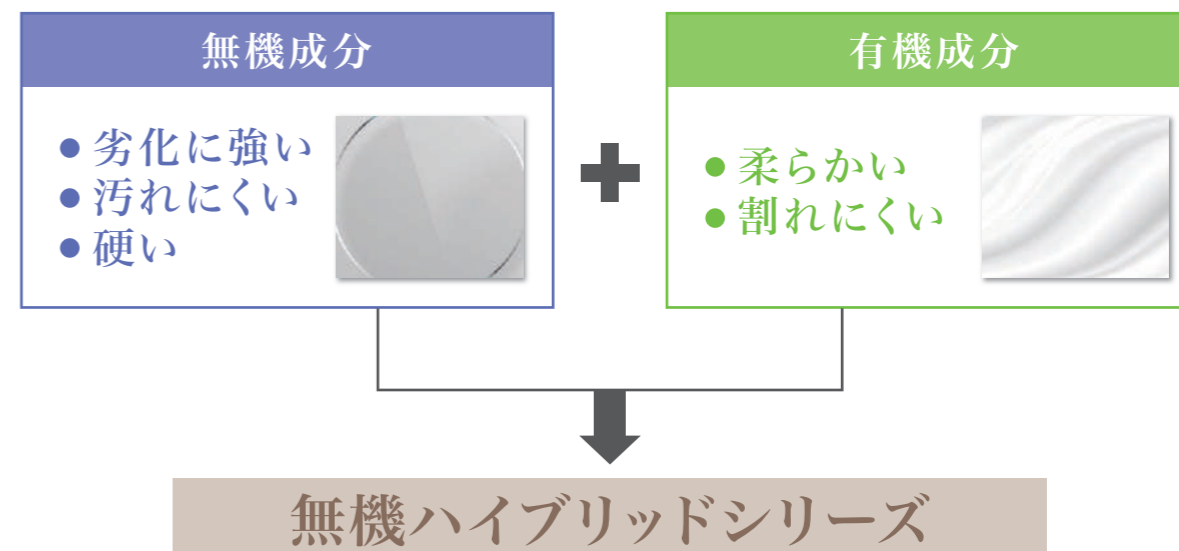 無機成分
● 劣化に強い
● 汚れにくい
● 硬い
有機成分
● 柔らかい
● 割れにくい
無機ハイブリッドシリーズ